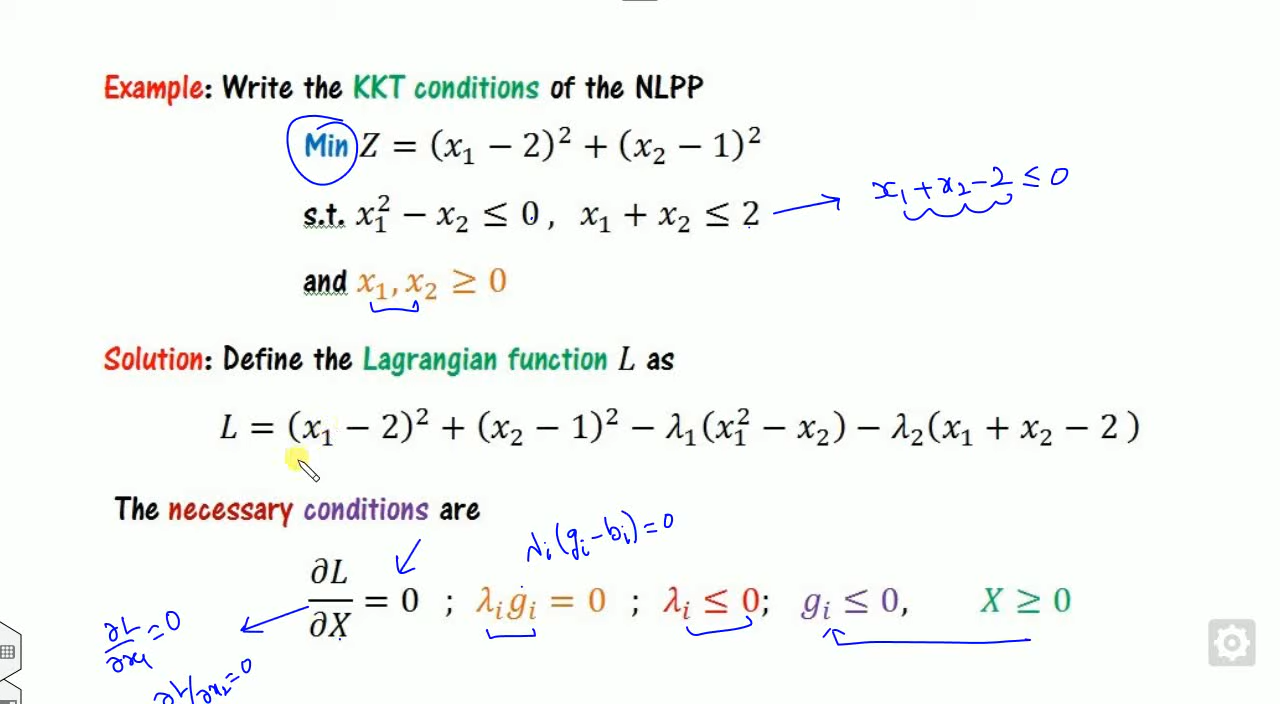 Example: Write the KKT conditions of the NLPP
Min Z = (x₁ − 2)² + (x₂ − 1)²
x₁ + x₂ − 2 ≤ 0
s.t. x₁² − x₂ ≤ 0, x₁ + x₂ ≤ 2
and x₁, x₂ ≥ 0
Solution: Define the Lagrangian function L as
L = (x₁ − 2)² + (x₂ − 1)² − λ₁(x₁² − x₂) − λ₂(x₁ + x₂ − 2 )
The necessary conditions are
λᵢ(gᵢ − bᵢ) = 0
∂L/∂X = 0 ; λᵢgᵢ = 0 ; λᵢ ≤ 0; gᵢ ≤ 0, X ≥ 0
∂L/∂x₁ = 0
∂L/∂x₂ = 0